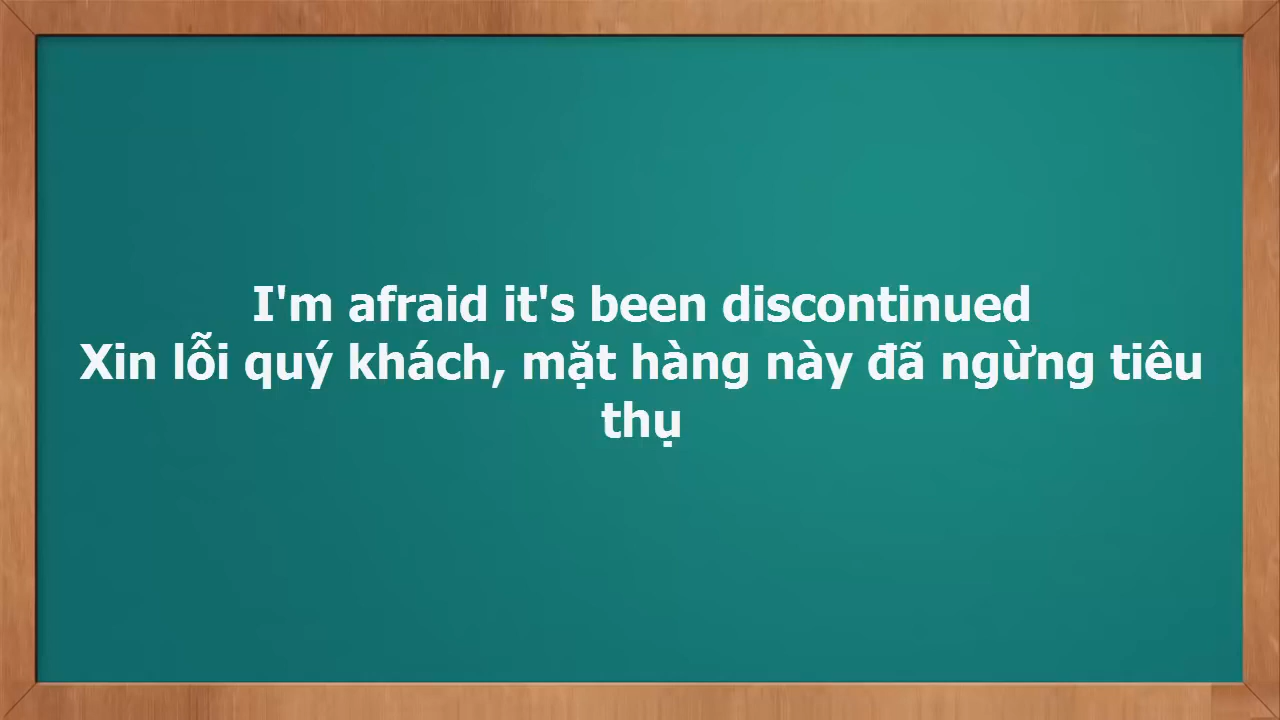 I'm afraid it's been discontinued
Xin lỗi quý khách, mặt hàng này đã ngừng tiêu
thụ